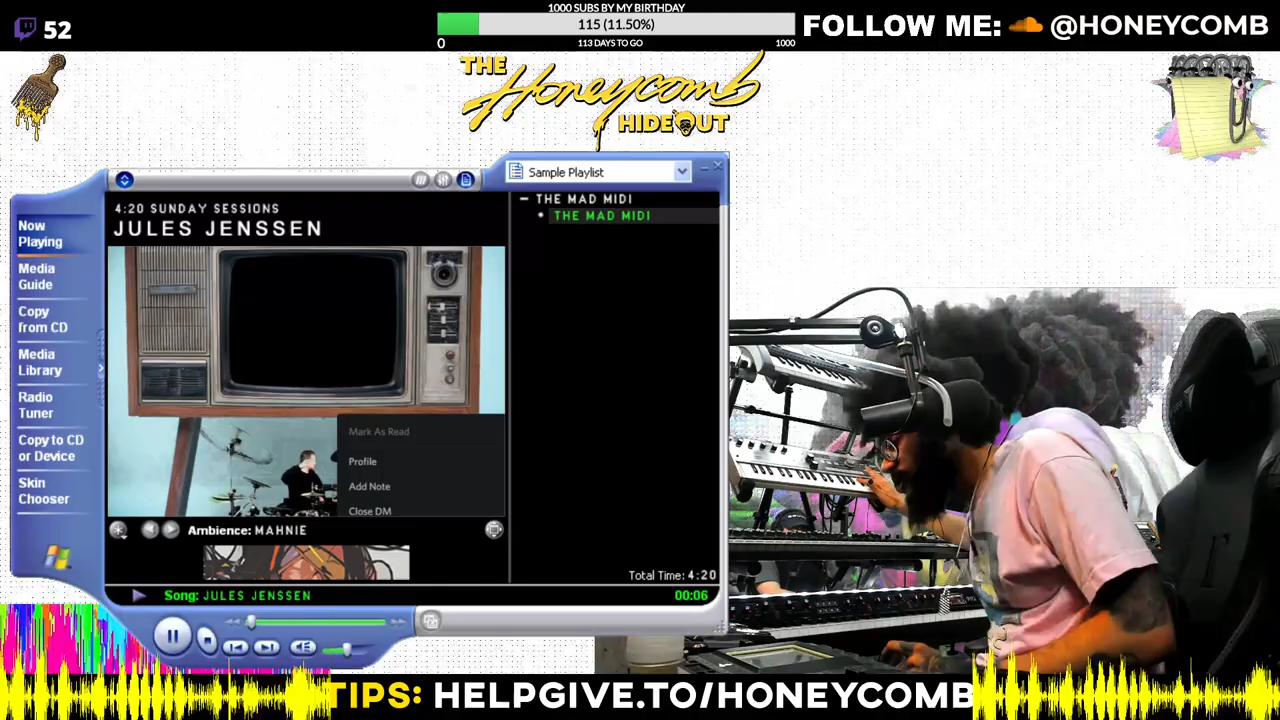 52
1000 SUBS BY MY BIRTHDAY
115 (11.50%)
0
113 DAYS TO GO
1000
FOLLOW ME: @HONEYCOMB
THE
Honeycomb
HIDEOUT
Sample Playlist
THE MAD MIDI
THE MAD MIDI
4:20 SUNDAY SESSIONS
JULES JENSSEN
Now
Playing
Media
Guide
Copy
from CD
Media
Library
Radio
Tuner
Copy to CD
or Device
Skin
Chooser
Mark As Read
Profile
Add Note
Close DM
Ambience: MAHNIE
Total Time: 4:20
Song: JULES JENSSEN
00:06
TIPS: HELPGIVE.TO/HONEYCOMB